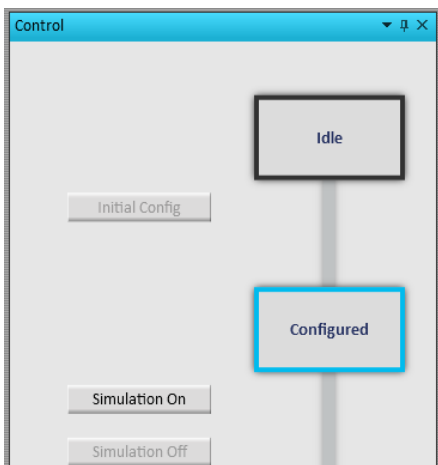 Control
Idle
Initial Config
Configured
Simulation On
Simulation Off